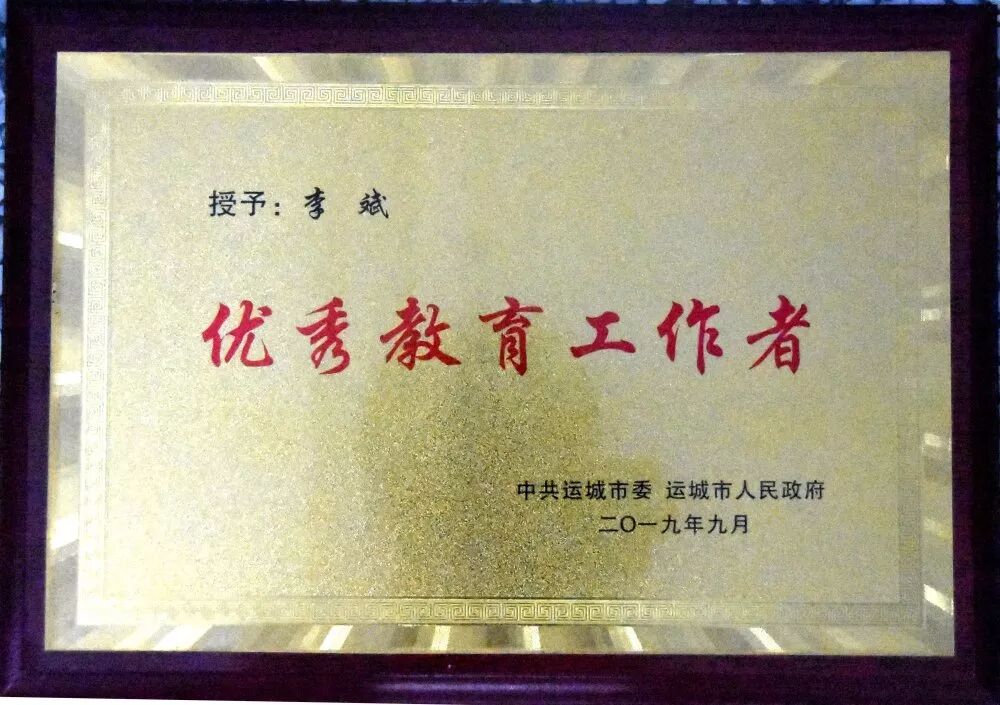 授予：李 斌
优秀教育工作者
中共运城市委 运城市人民政府
二〇一九年九月